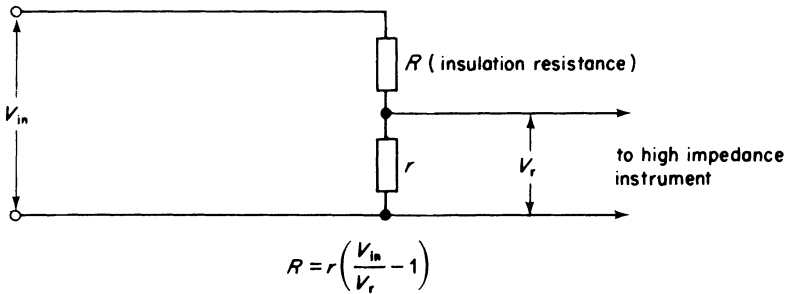 R (insulation resistance)
V_in
r
V_r
to high impedance
instrument
R = r(V_in/V_r − 1)